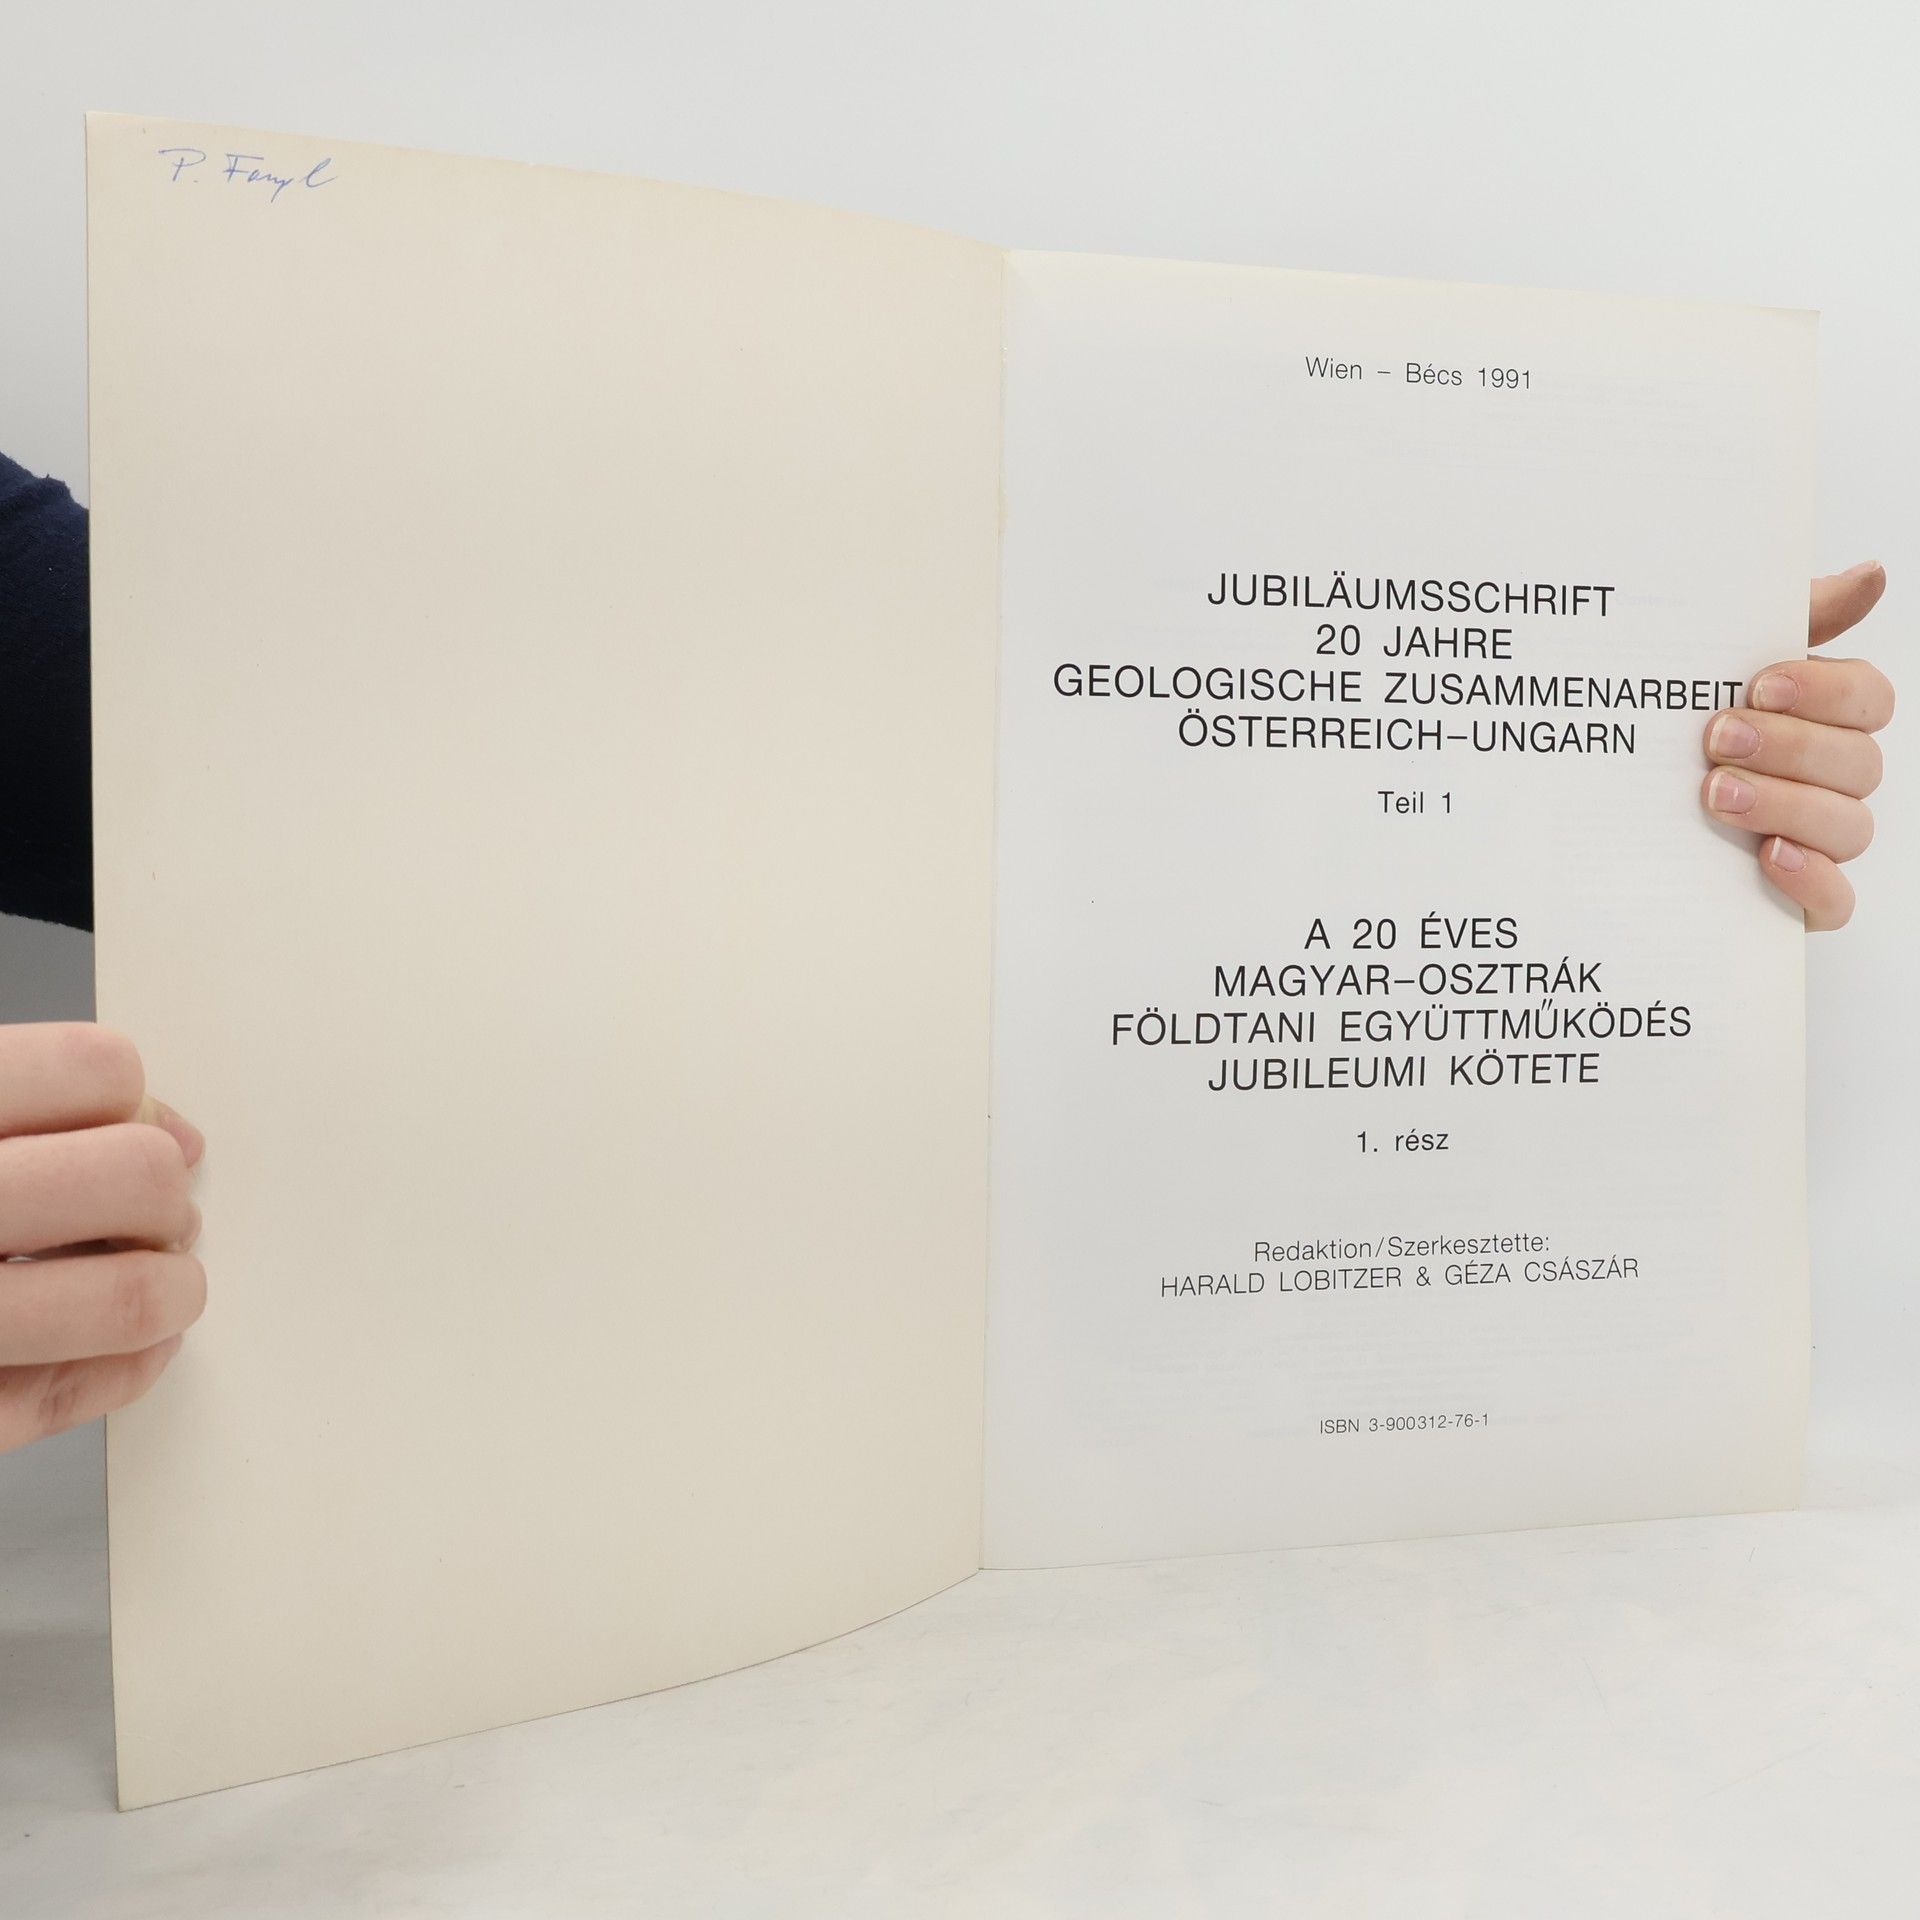 P.
Wien – Bécs 1991
JUBILÄUMSSCHRIFT
20 JAHRE
GEOLOGISCHE ZUSAMMENARBEIT
ÖSTERREICH–UNGARN
Teil 1
A 20 ÉVES
MAGYAR–OSZTRÁK
FÖLDTANI EGYÜTTMŰKÖDÉS
JUBILEUMI KÖTETE
1. rész
Redaktion/Szerkesztette:
HARALD LOBITZER & GÉZA CSÁSZÁR
ISBN 3-900312-76-1